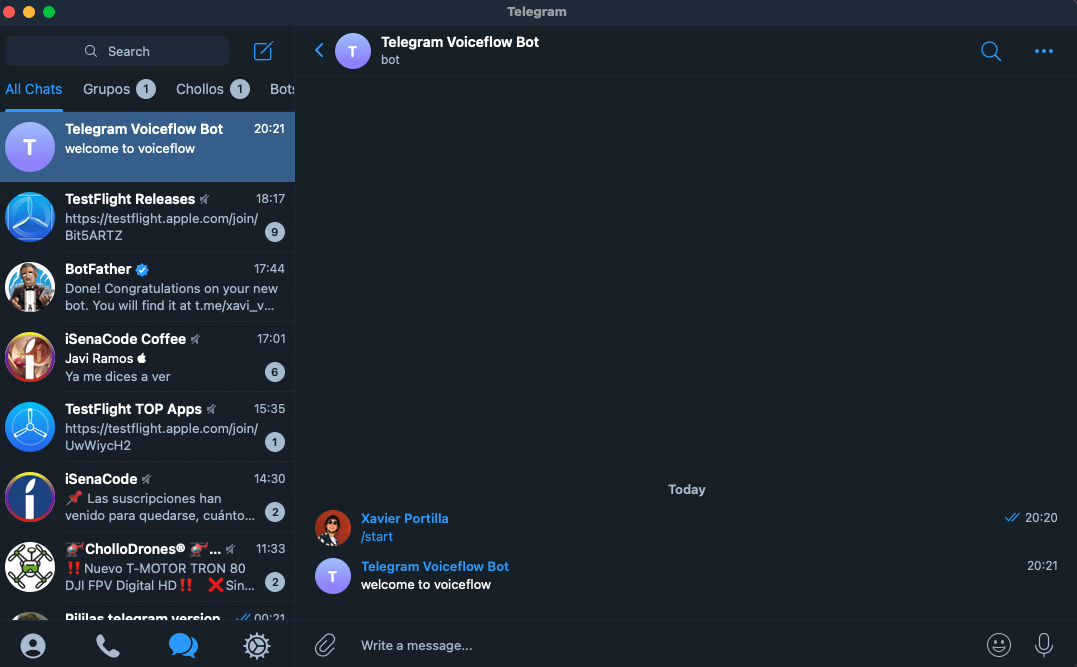 Telegram
Search
All Chats
Grupos 1
Chollos 1
Bots
T
Telegram Voiceflow Bot 20:21
welcome to voiceflow
TestFlight Releases 18:17
https://testflight.apple.com/join/
Bit5ARTZ 9
BotFather 17:44
Done! Congratulations on your new
bot. You will find it at t.me/xavi_v...
iSenaCode Coffee 17:01
Javi Ramos
Ya me dices a ver 6
TestFlight TOP Apps 15:35
https://testflight.apple.com/join/
UwWiycH2 1
iSenaCode 14:30
📌 Las suscripciones han
venido para quedarse, cuánto... 2
🚁CholloDrones® 🚁... 11:33
‼️Nuevo T-MOTOR TRON 80
DJI FPV Digital HD‼️ ❌Sin... 2
Pililas telegram version 00:21
T
Telegram Voiceflow Bot
bot
Today
Xavier Portilla 20:20
/start
T
Telegram Voiceflow Bot 20:21
welcome to voiceflow
Write a message...